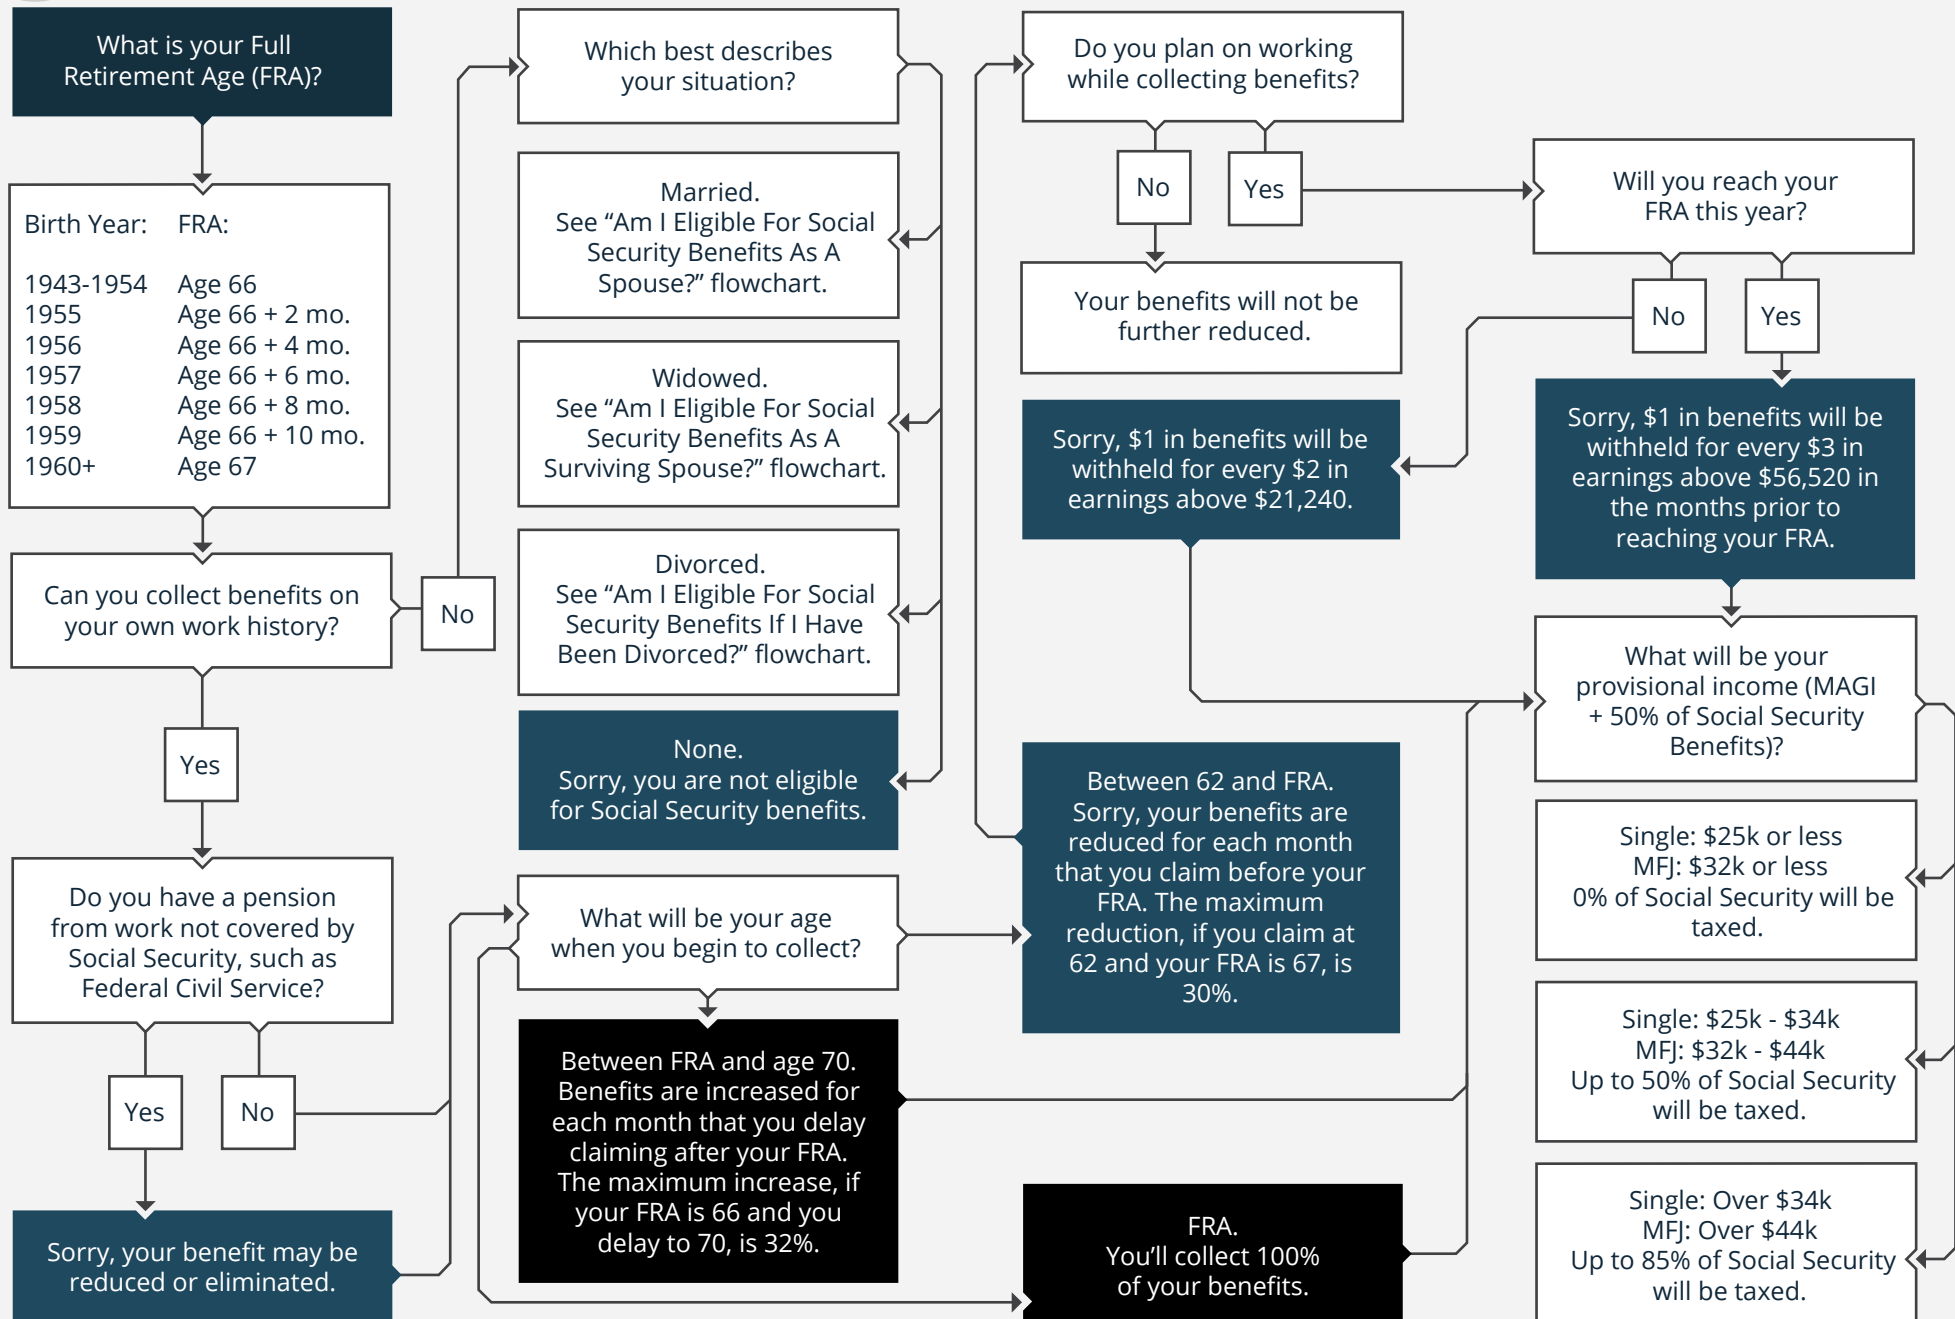 What is your Full
Retirement Age (FRA)?
Birth Year: FRA:
1943-1954 Age 66
1955 Age 66 + 2 mo.
1956 Age 66 + 4 mo.
1957 Age 66 + 6 mo.
1958 Age 66 + 8 mo.
1959 Age 66 + 10 mo.
1960+ Age 67
Can you collect benefits on
your own work history?
No
Yes
Do you have a pension
from work not covered by
Social Security, such as
Federal Civil Service?
Yes
No
Sorry, your benefit may be
reduced or eliminated.
Which best describes
your situation?
Married.
See “Am I Eligible For Social
Security Benefits As A
Spouse?” flowchart.
Widowed.
See “Am I Eligible For Social
Security Benefits As A
Surviving Spouse?” flowchart.
Divorced.
See “Am I Eligible For Social
Security Benefits If I Have
Been Divorced?” flowchart.
None.
Sorry, you are not eligible
for Social Security benefits.
What will be your age
when you begin to collect?
Between FRA and age 70.
Benefits are increased for
each month that you delay
claiming after your FRA.
The maximum increase, if
your FRA is 66 and you
delay to 70, is 32%.
Do you plan on working
while collecting benefits?
No
Yes
Your benefits will not be
further reduced.
Sorry, $1 in benefits will be
withheld for every $2 in
earnings above $21,240.
Between 62 and FRA.
Sorry, your benefits are
reduced for each month
that you claim before your
FRA. The maximum
reduction, if you claim at
62 and your FRA is 67, is
30%.
FRA.
You’ll collect 100%
of your benefits.
Will you reach your
FRA this year?
No
Yes
Sorry, $1 in benefits will be
withheld for every $3 in
earnings above $56,520 in
the months prior to
reaching your FRA.
What will be your
provisional income (MAGI
+ 50% of Social Security
Benefits)?
Single: $25k or less
MFJ: $32k or less
0% of Social Security will be
taxed.
Single: $25k - $34k
MFJ: $32k - $44k
Up to 50% of Social Security
will be taxed.
Single: Over $34k
MFJ: Over $44k
Up to 85% of Social Security
will be taxed.